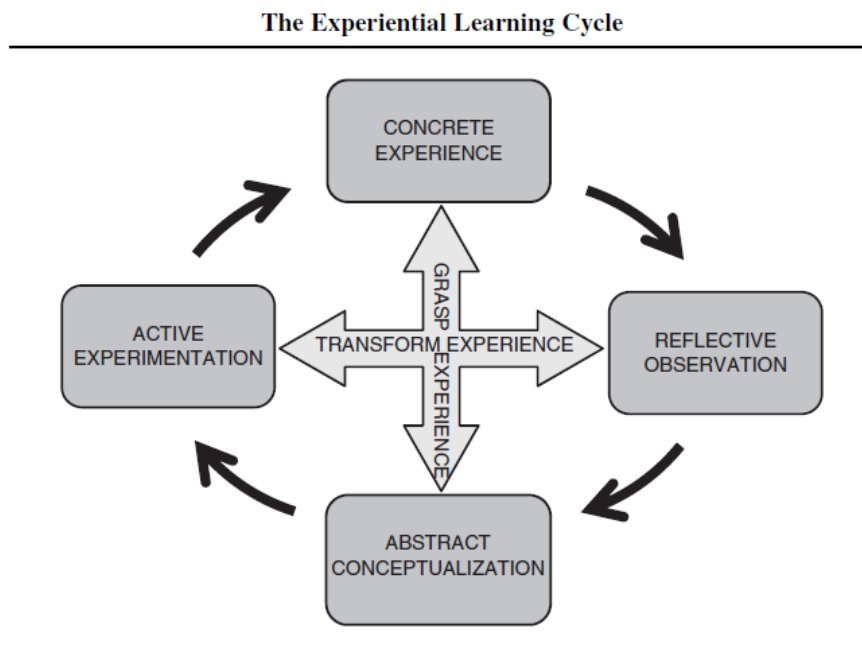 The Experiential Learning Cycle
CONCRETE
EXPERIENCE
GRASP EXPERIENCE
ACTIVE
EXPERIMENTATION
TRANSFORM EXPERIENCE
REFLECTIVE
OBSERVATION
ABSTRACT
CONCEPTUALIZATION